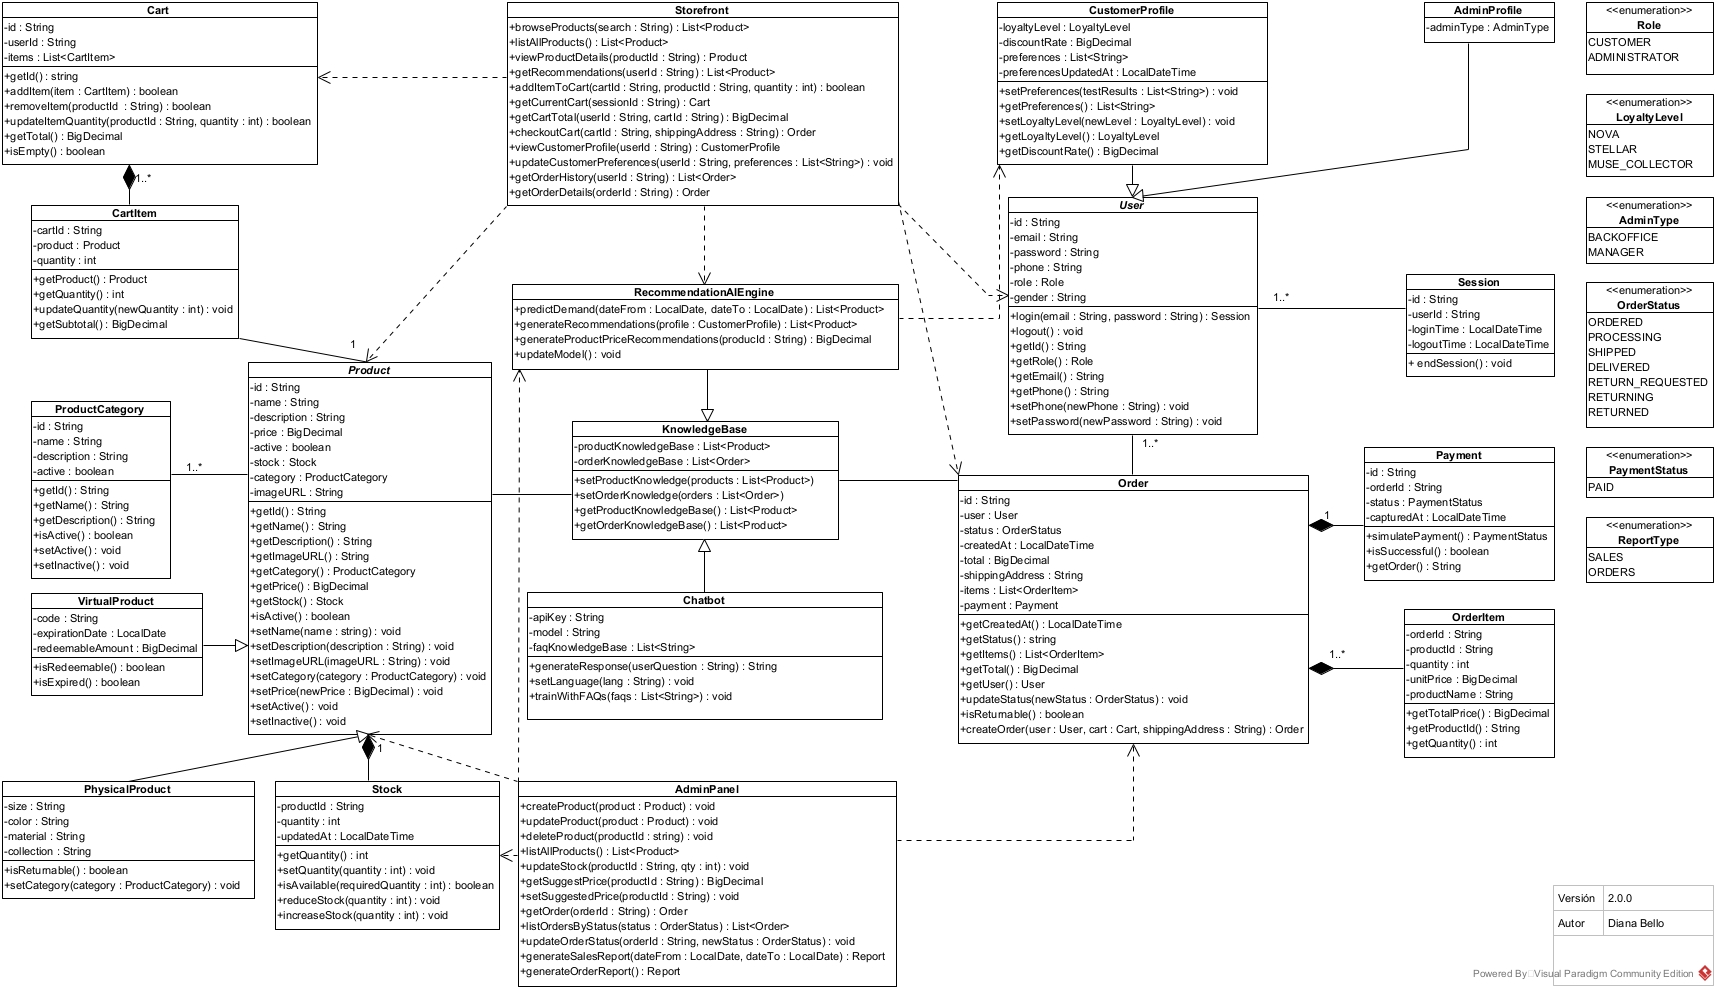 Cart
-id : String
-userId : String
-items : List<CartItem>
+getId() : string
+addItem(item : CartItem) : boolean
+removeItem(productId : String) : boolean
+updateItemQuantity(productId : String, quantity : int) : boolean
+getTotal() : BigDecimal
+isEmpty() : boolean
1..*
CartItem
-cartId : String
-product : Product
-quantity : int
+getProduct() : Product
+getQuantity() : int
+updateQuantity(newQuantity : int) : void
+getSubtotal() : BigDecimal
1
Storefront
+browseProducts(search : String) : List<Product>
+listAllProducts() : List<Product>
+viewProductDetails(productId : String) : Product
+getRecommendations(userId : String) : List<Product>
+addItemToCart(cartId : String, productId : String, quantity : int) : boolean
+getCurrentCart(sessionId : String) : Cart
+getCartTotal(userId : String, cartId : String ) : BigDecimal
+checkoutCart(cartId : String, shippingAddress : String) : Order
+viewCustomerProfile(userId : String) : CustomerProfile
+updateCustomerPreferences(userId : String, preferences : List<String>) : void
+getOrderHistory(userId : String) : List<Order>
+getOrderDetails(orderId : String) : Order
CustomerProfile
-loyaltyLevel : LoyaltyLevel
-discountRate : BigDecimal
-preferences : List<String>
-preferencesUpdatedAt : LocalDateTime
+setPreferences(testResults : List<String>) : void
+getPreferences() : List<String>
+setLoyaltyLevel(newLevel : LoyaltyLevel) : void
+getLoyaltyLevel() : LoyaltyLevel
+getDiscountRate() : BigDecimal
AdminProfile
-adminType : AdminType
<<enumeration>>
Role
CUSTOMER
ADMINISTRATOR
<<enumeration>>
LoyaltyLevel
NOVA
STELLAR
MUSE_COLLECTOR
<<enumeration>>
AdminType
BACKOFFICE
MANAGER
<<enumeration>>
OrderStatus
ORDERED
PROCESSING
SHIPPED
DELIVERED
RETURN_REQUESTED
RETURNING
RETURNED
<<enumeration>>
PaymentStatus
PAID
<<enumeration>>
ReportType
SALES
ORDERS
User
-id : String
-email : String
-password : String
-phone : String
-role : Role
-gender : String
+login(email : String, password : String) : Session
+logout() : void
+getId() : String
+getRole() : Role
+getEmail() : String
+getPhone() : String
+setPhone(newPhone : String) : void
+setPassword(newPassword : String) : void
1..*
1..*
Session
-id : String
-userId : String
-loginTime : LocalDateTime
-logoutTime : LocalDateTime
+ endSession() : void
RecommendationAIEngine
+predictDemand(dateFrom : LocalDate, dateTo : LocalDate) : List<Product>
+generateRecommendations(profile : CustomerProfile) : List<Product>
+generateProductPriceRecommendations(producId : String) : BigDecimal
+updateModel() : void
KnowledgeBase
-productKnowledgeBase : List<Product>
-orderKnowledgeBase : List<Order>
+setProductKnowledge(products : List<Product>)
+setOrderKnowledge(orders : List<Order>)
+getProductKnowledgeBase() : List<Product>
+getOrderKnowledgeBase() : List<Product>
Chatbot
-apiKey : String
-model : String
-faqKnowledgeBase : List<String>
+generateResponse(userQuestion : String) : String
+setLanguage(lang : String) : void
+trainWithFAQs(faqs : List<String>) : void
Product
-id : String
-name : String
-description : String
-price : BigDecimal
-active : boolean
-stock : Stock
-category : ProductCategory
-imageURL : String
+getId() : String
+getName() : String
+getDescription() : String
+getImageURL() : String
+getCategory() : ProductCategory
+getPrice() : BigDecimal
+getStock() : Stock
+isActive() : boolean
+setName(name : string) : void
+setDescription(description : String) : void
+setImageURL(imageURL : String) : void
+setCategory(category : ProductCategory) : void
+setPrice(newPrice : BigDecimal) : void
+setActive() : void
+setInactive() : void
1
ProductCategory
-id : String
-name : String
-description : String
-active : boolean
+getId() : String
+getName() : String
+getDescription() : String
+isActive() : boolean
+setActive() : void
+setInactive() : void
1..*
VirtualProduct
-code : String
-expirationDate : LocalDate
-redeemableAmount : BigDecimal
+isRedeemable() : boolean
+isExpired() : boolean
PhysicalProduct
-size : String
-color : String
-material : String
-collection : String
+isReturnable() : boolean
+setCategory(category : ProductCategory) : void
Stock
-productId : String
-quantity : int
-updatedAt : LocalDateTime
+getQuantity() : int
+setQuantity(quantity : int) : void
+isAvailable(requiredQuantity : int) : boolean
+reduceStock(quantity : int) : void
+increaseStock(quantity : int) : void
AdminPanel
+createProduct(product : Product) : void
+updateProduct(product : Product) : void
+deleteProduct(productId : string) : void
+listAllProducts() : List<Product>
+updateStock(productId : String, qty : int) : void
+getSuggestPrice(productId : String) : BigDecimal
+setSuggestedPrice(productId : String) : void
+getOrder(orderId : String) : Order
+listOrdersByStatus(status : OrderStatus) : List<Order>
+updateOrderStatus(orderId : String, newStatus : OrderStatus) : void
+generateSalesReport(dateFrom : LocalDate, dateTo : LocalDate) : Report
+generateOrderReport() : Report
Order
-id : String
-user : User
-status : OrderStatus
-createdAt : LocalDateTime
-total : BigDecimal
-shippingAddress : String
-items : List<OrderItem>
-payment : Payment
+getCreatedAt() : LocalDateTime
+getStatus() : string
+getItems() : List<OrderItem>
+getTotal() : BigDecimal
+getUser() : User
+updateStatus(newStatus : OrderStatus) : void
+isReturnable() : boolean
+createOrder(user : User, cart : Cart, shippingAddress : String) : Order
1
1..*
Payment
-id : String
-orderId : String
-status : PaymentStatus
-capturedAt : LocalDateTime
+simulatePayment() : PaymentStatus
+isSuccessful() : boolean
+getOrder() : String
OrderItem
-orderId : String
-productId : String
-quantity : int
-unitPrice : BigDecimal
-productName : String
+getTotalPrice() : BigDecimal
+getProductId() : String
+getQuantity() : int
Versión 2.0.0
Autor Diana Bello
Powered By Visual Paradigm Community Edition